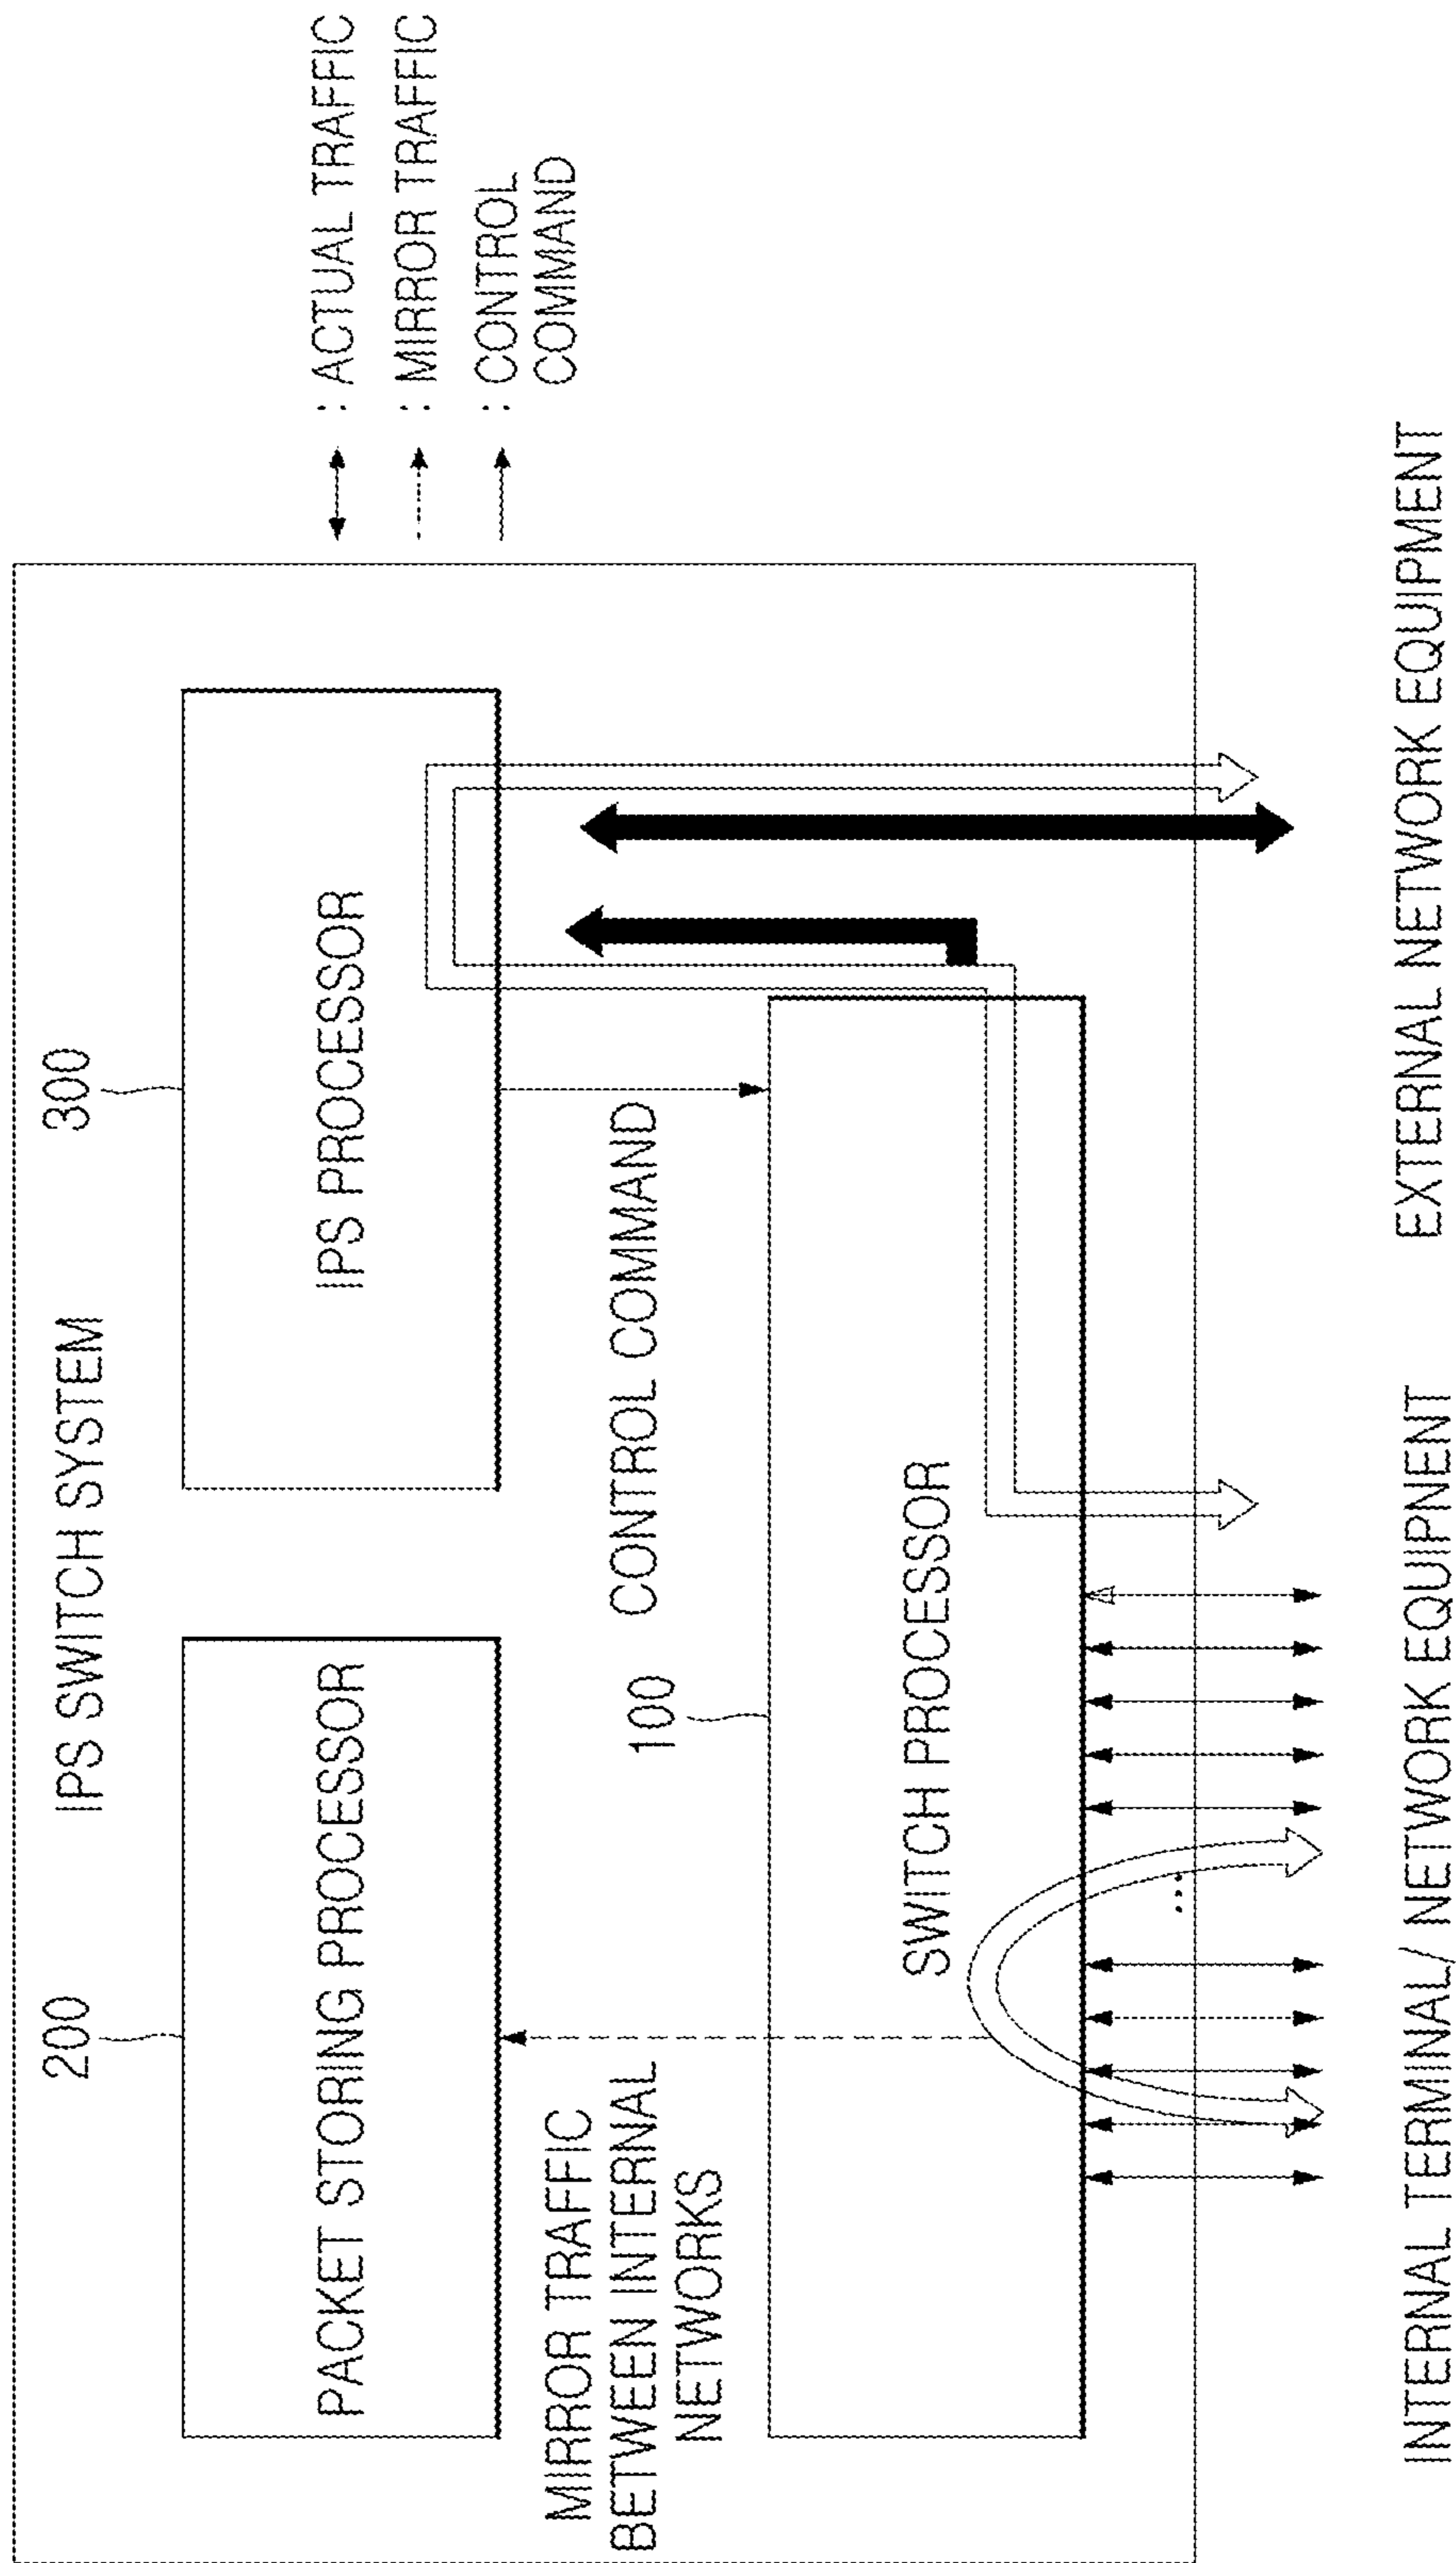 IPS SWITCH SYSTEM
200
300
PACKET STORING PROCESSOR
IPS PROCESSOR
: ACTUAL TRAFFIC
: MIRROR TRAFFIC
: CONTROL
COMMAND
MIRROR TRAFFIC
BETWEEN INTERNAL
NETWORKS
100
CONTROL COMMAND
SWITCH PROCESSOR
...
INTERNAL TERMINAL/ NETWORK EQUIPNENT
EXTERNAL NETWORK EQUIPMENT